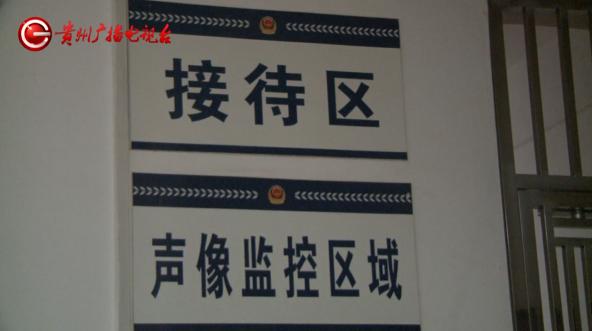 贵州广播电视台
接待区
声像监控区域